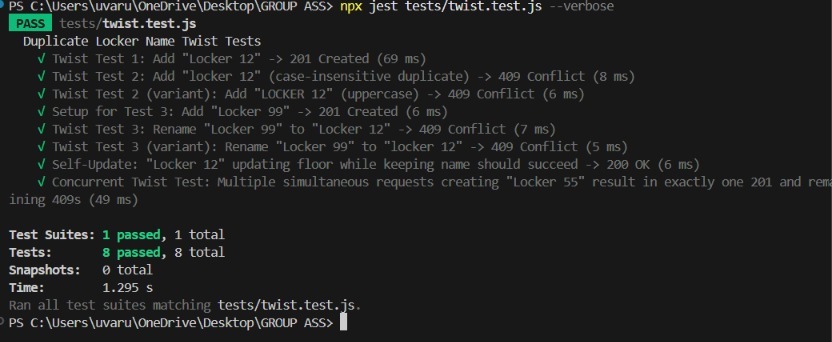 PS C:\Users\uvaru\OneDrive\Desktop\GROUP ASS> npx jest tests/twist.test.js --verbose
PASS tests/twist.test.js
Duplicate Locker Name Twist Tests
√ Twist Test 1: Add "Locker 12" -> 201 Created (69 ms)
√ Twist Test 2: Add "locker 12" (case-insensitive duplicate) -> 409 Conflict (8 ms)
√ Twist Test 2 (variant): Add "LOCKER 12" (uppercase) -> 409 Conflict (6 ms)
√ Setup for Test 3: Add "Locker 99" -> 201 Created (6 ms)
√ Twist Test 3: Rename "Locker 99" to "Locker 12" -> 409 Conflict (7 ms)
√ Twist Test 3 (variant): Rename "Locker 99" to "locker 12" -> 409 Conflict (5 ms)
√ Self-Update: "Locker 12" updating floor while keeping name should succeed -> 200 OK (6 ms)
√ Concurrent Twist Test: Multiple simultaneous requests creating "Locker 55" result in exactly one 201 and rema
ining 409s (49 ms)
Test Suites: 1 passed, 1 total
Tests: 8 passed, 8 total
Snapshots: 0 total
Time: 1.295 s
Ran all test suites matching tests/twist.test.js.
PS C:\Users\uvaru\OneDrive\Desktop\GROUP ASS>